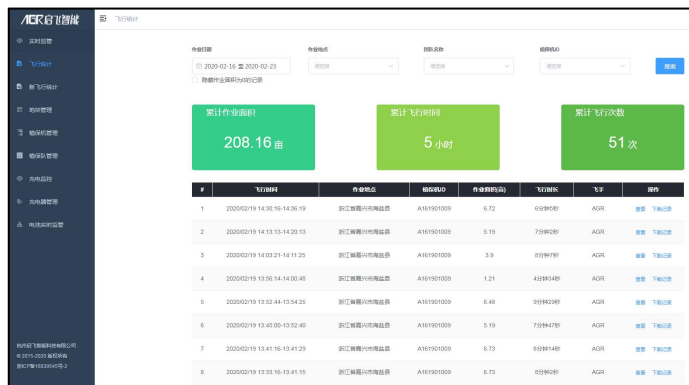 AGR启飞智能
飞行统计
实时监管
飞行统计
新飞行统计
地块管理
植保机管理
植保队管理
充电监控
充电器管理
电池实时监管
杭州启飞智能科技有限公司
© 2015-2020 版权所有
浙ICP备16039545号-2
作业日期 作业地点 团队名称 植保机ID
2020-02-16 至 2020-02-23 请选择 请选择 请选择 搜索
隐藏作业面积为0的记录
累计作业面积 累计飞行时间 累计飞行次数
208.16 亩 5 小时 51 次
# 飞行时间 作业地点 植保机ID 作业面积(亩) 飞行时长 飞手 操作
1 2020/02/19 14:30:16-14:36:19 浙江省嘉兴市海盐县 A161901009 6.72 6分钟6秒 AGR 查看 下载记录
2 2020/02/19 14:13:13-14:20:13 浙江省嘉兴市海盐县 A161901009 5.19 7分钟0秒 AGR 查看 下载记录
3 2020/02/19 14:03:21-14:11:25 浙江省嘉兴市海盐县 A161901009 3.9 AGR 查看 下载记录
4 2020/02/19 13:56:14-14:00:48 浙江省嘉兴市海盐县 A161901009 1.21 4分钟34秒 AGR 查看 下载记录
5 2020/02/19 13:52:44-13:54:25 浙江省嘉兴市海盐县 A161901009 6.46 AGR 查看 下载记录
6 2020/02/19 13:45:00-13:52:40 浙江省嘉兴市海盐县 A161901009 5.19 7分钟47秒 AGR 查看 下载记录
7 2020/02/19 13:41:16-13:41:29 浙江省嘉兴市海盐县 A161901009 6.73 8分钟14秒 AGR 查看 下载记录
8 2020/02/19 13:33:16-13:41:15 浙江省嘉兴市海盐县 A161901009 6.73 AGR 查看 下载记录